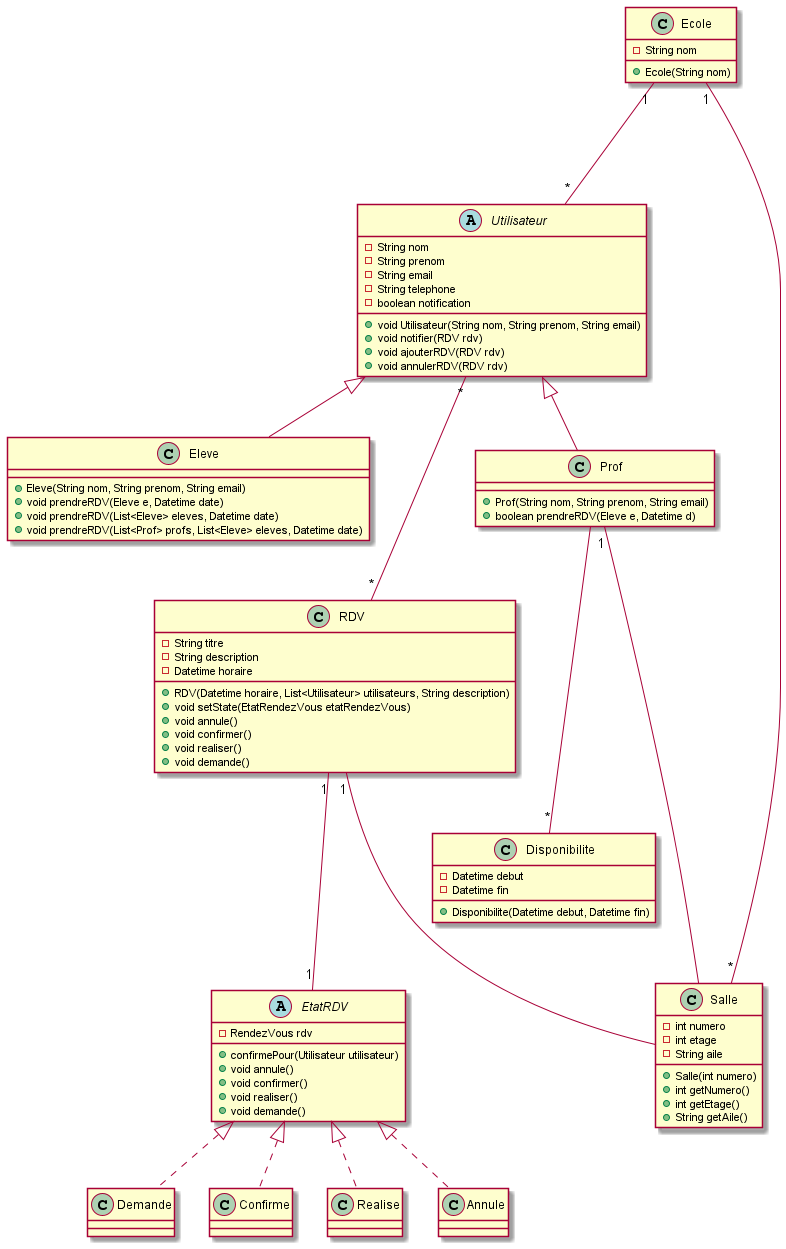 C Ecole
String nom
Ecole(String nom)
1
1
*
A Utilisateur
String nom
String prenom
String email
String telephone
boolean notification
void Utilisateur(String nom, String prenom, String email)
void notifier(RDV rdv)
void ajouterRDV(RDV rdv)
void annulerRDV(RDV rdv)
*
C Eleve
Eleve(String nom, String prenom, String email)
void prendreRDV(Eleve e, Datetime date)
void prendreRDV(List<Eleve> eleves, Datetime date)
void prendreRDV(List<Prof> profs, List<Eleve> eleves, Datetime date)
C Prof
Prof(String nom, String prenom, String email)
boolean prendreRDV(Eleve e, Datetime d)
1
*
C RDV
String titre
String description
Datetime horaire
RDV(Datetime horaire, List<Utilisateur> utilisateurs, String description)
void setState(EtatRendezVous etatRendezVous)
void annule()
void confirmer()
void realiser()
void demande()
1
1
*
C Disponibilite
Datetime debut
Datetime fin
Disponibilite(Datetime debut, Datetime fin)
*
1
A EtatRDV
RendezVous rdv
confirmePour(Utilisateur utilisateur)
void annule()
void confirmer()
void realiser()
void demande()
C Salle
int numero
int etage
String aile
Salle(int numero)
int getNumero()
int getEtage()
String getAile()
C Demande
C Confirme
C Realise
C Annule